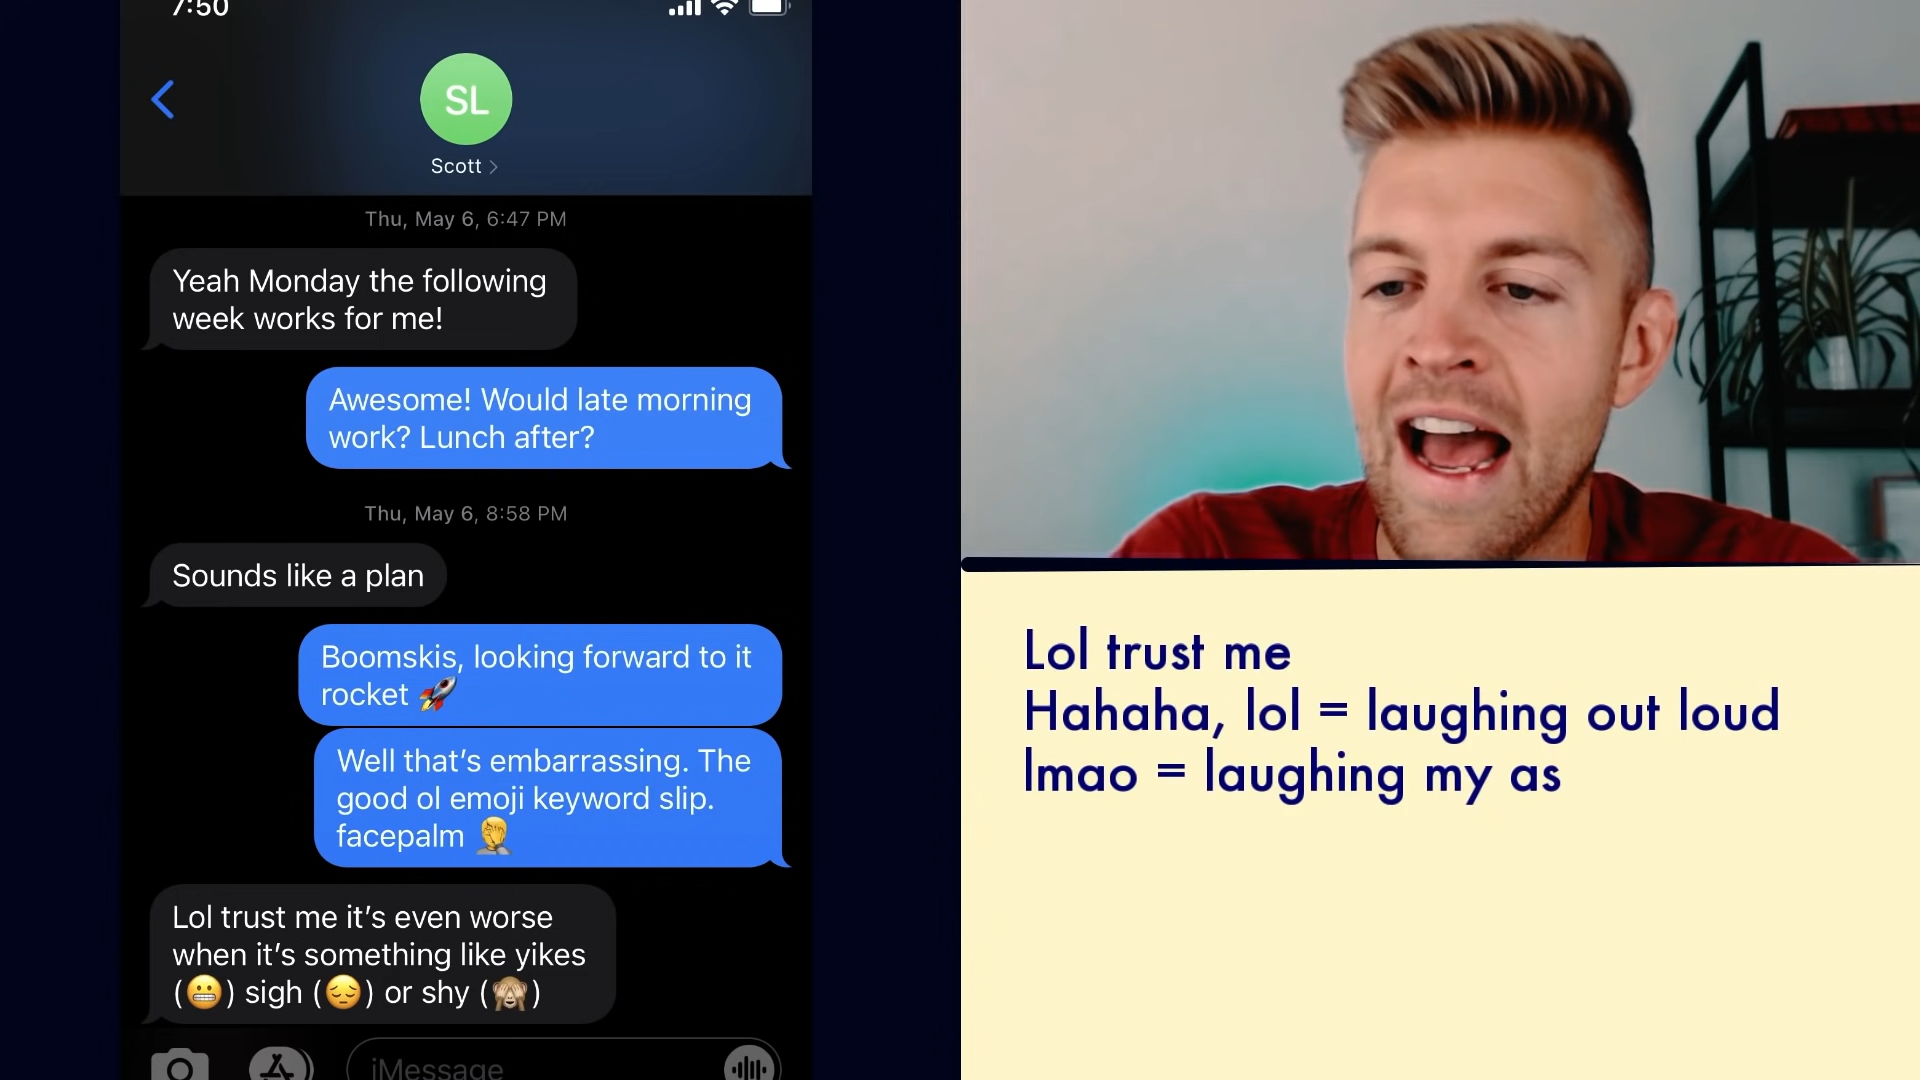 7:50
SL
Scott
Thu, May 6, 6:47 PM
Yeah Monday the following
week works for me!
Awesome! Would late morning
work? Lunch after?
Thu, May 6, 8:58 PM
Sounds like a plan
Boomskis, looking forward to it
rocket 🚀
Well that's embarrassing. The
good ol emoji keyword slip.
facepalm 🤦
Lol trust me it's even worse
when it's something like yikes
(😬) sigh (😔) or shy (🙈)
iMessage
Lol trust me
Hahaha, lol = laughing out loud
lmao = laughing my as